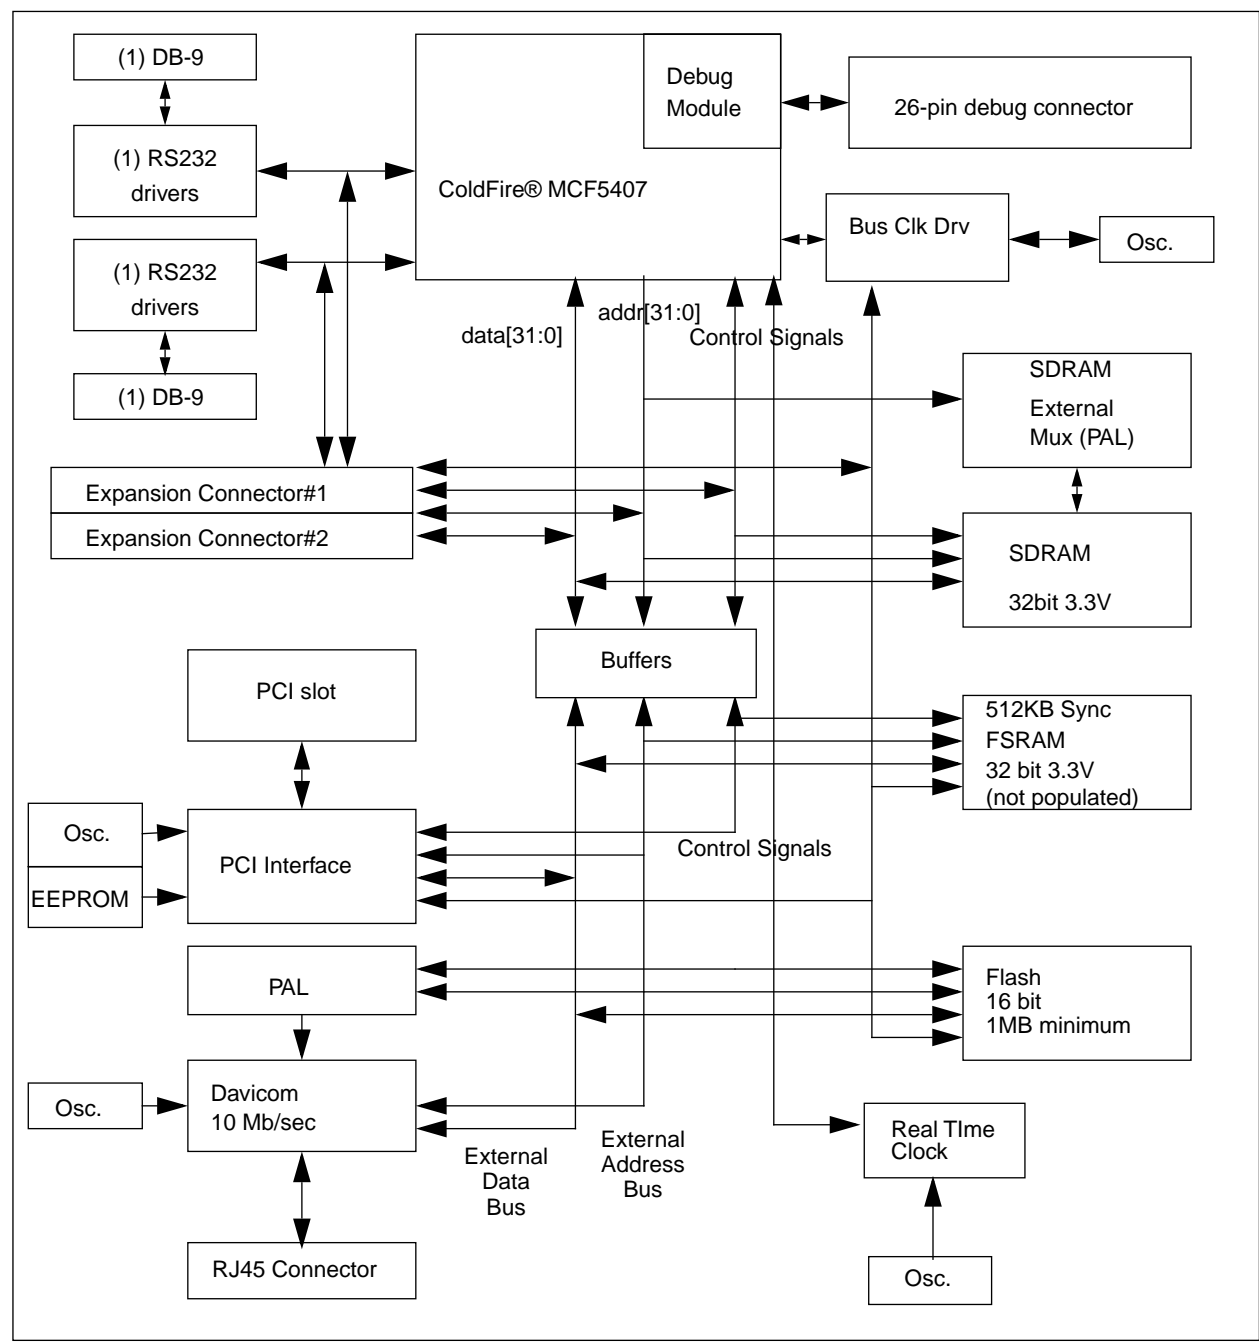 (1) DB-9
Debug
Module
26-pin debug connector
(1) RS232
drivers
ColdFire® MCF5407
Bus Clk Drv
Osc.
(1) RS232
drivers
addr[31:0]
data[31:0]
Control Signals
(1) DB-9
SDRAM
External
Mux (PAL)
Expansion Connector#1
Expansion Connector#2
SDRAM
32bit 3.3V
Buffers
PCI slot
512KB Sync
FSRAM
32 bit 3.3V
(not populated)
Osc.
EEPROM
PCI Interface
Control Signals
PAL
Flash
16 bit
1MB minimum
Osc.
Davicom
10 Mb/sec
External
Data
Bus
External
Address
Bus
Real TIme
Clock
RJ45 Connector
Osc.